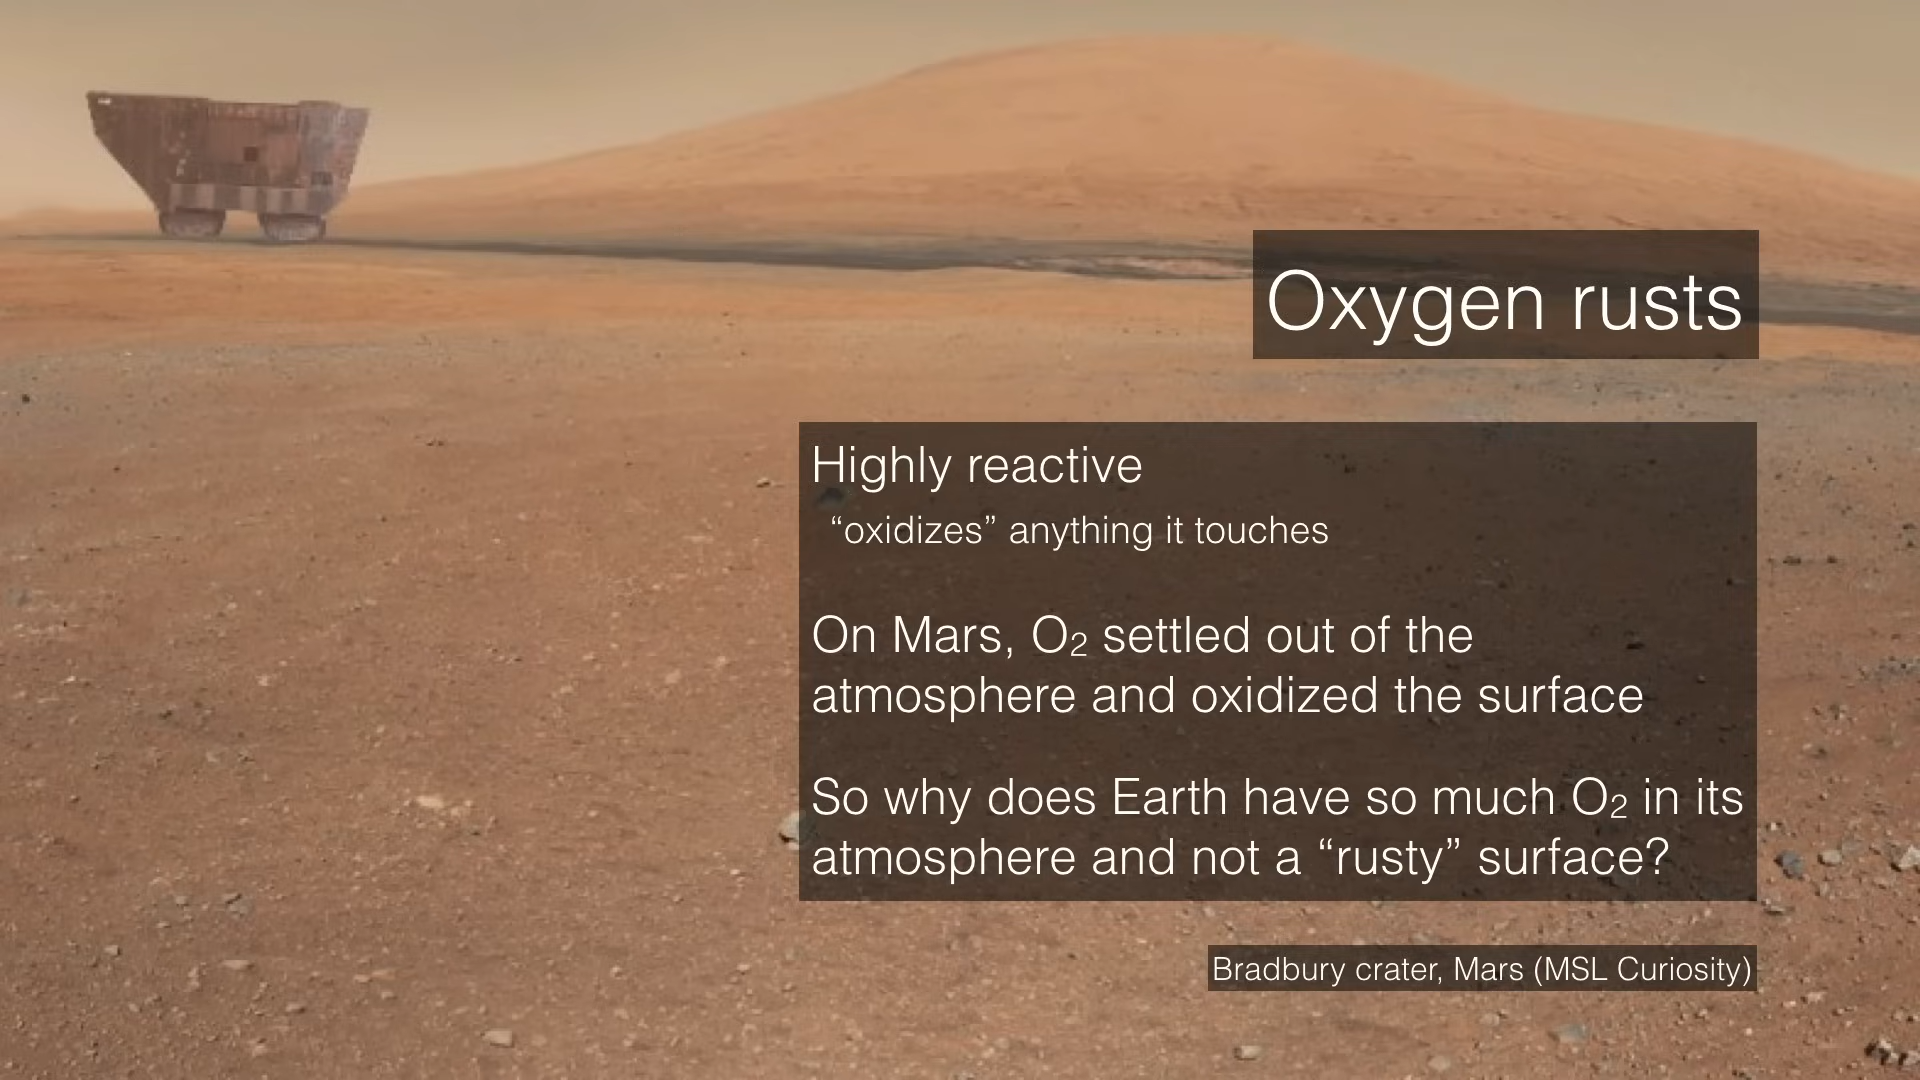 Oxygen rusts
Highly reactive
“oxidizes” anything it touches
On Mars, O₂ settled out of the
atmosphere and oxidized the surface
So why does Earth have so much O₂ in its
atmosphere and not a “rusty” surface?
Bradbury crater, Mars (MSL Curiosity)